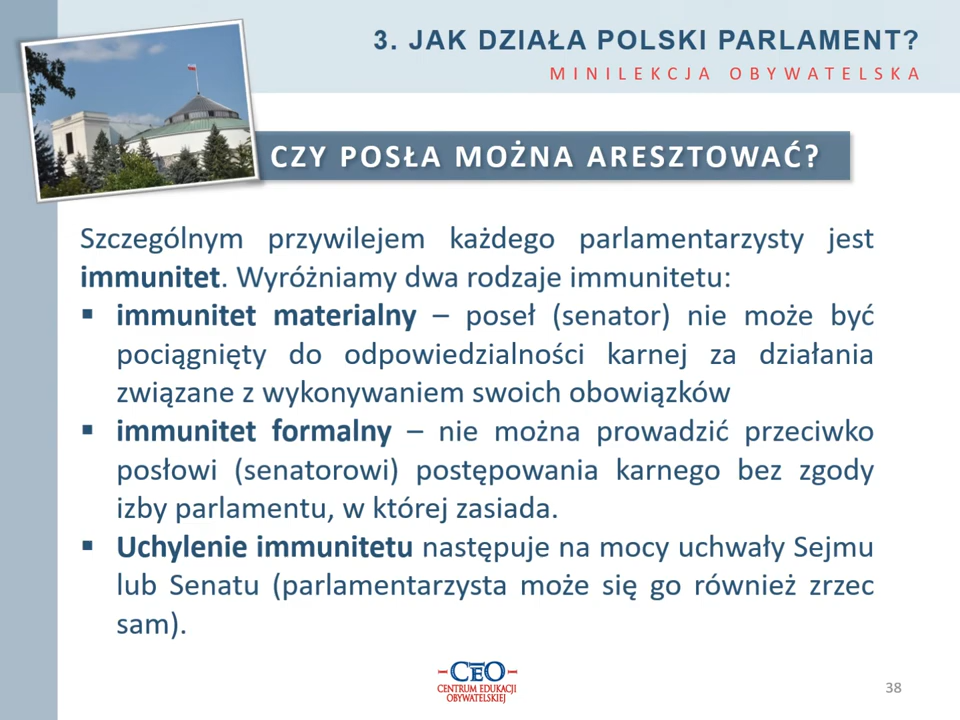 3. JAK DZIAŁA POLSKI PARLAMENT?
MINILEKCJA OBYWATELSKA
CZY POSŁA MOŻNA ARESZTOWAĆ?
Szczególnym przywilejem każdego parlamentarzysty jest
immunitet. Wyróżniamy dwa rodzaje immunitetu:
▪ immunitet materialny – poseł (senator) nie może być
pociągnięty do odpowiedzialności karnej za działania
związane z wykonywaniem swoich obowiązków
▪ immunitet formalny – nie można prowadzić przeciwko
posłowi (senatorowi) postępowania karnego bez zgody
izby parlamentu, w której zasiada.
▪ Uchylenie immunitetu następuje na mocy uchwały Sejmu
lub Senatu (parlamentarzysta może się go również zrzec
sam).
CEO
CENTRUM EDUKACJI
OBYWATELSKIEJ
38